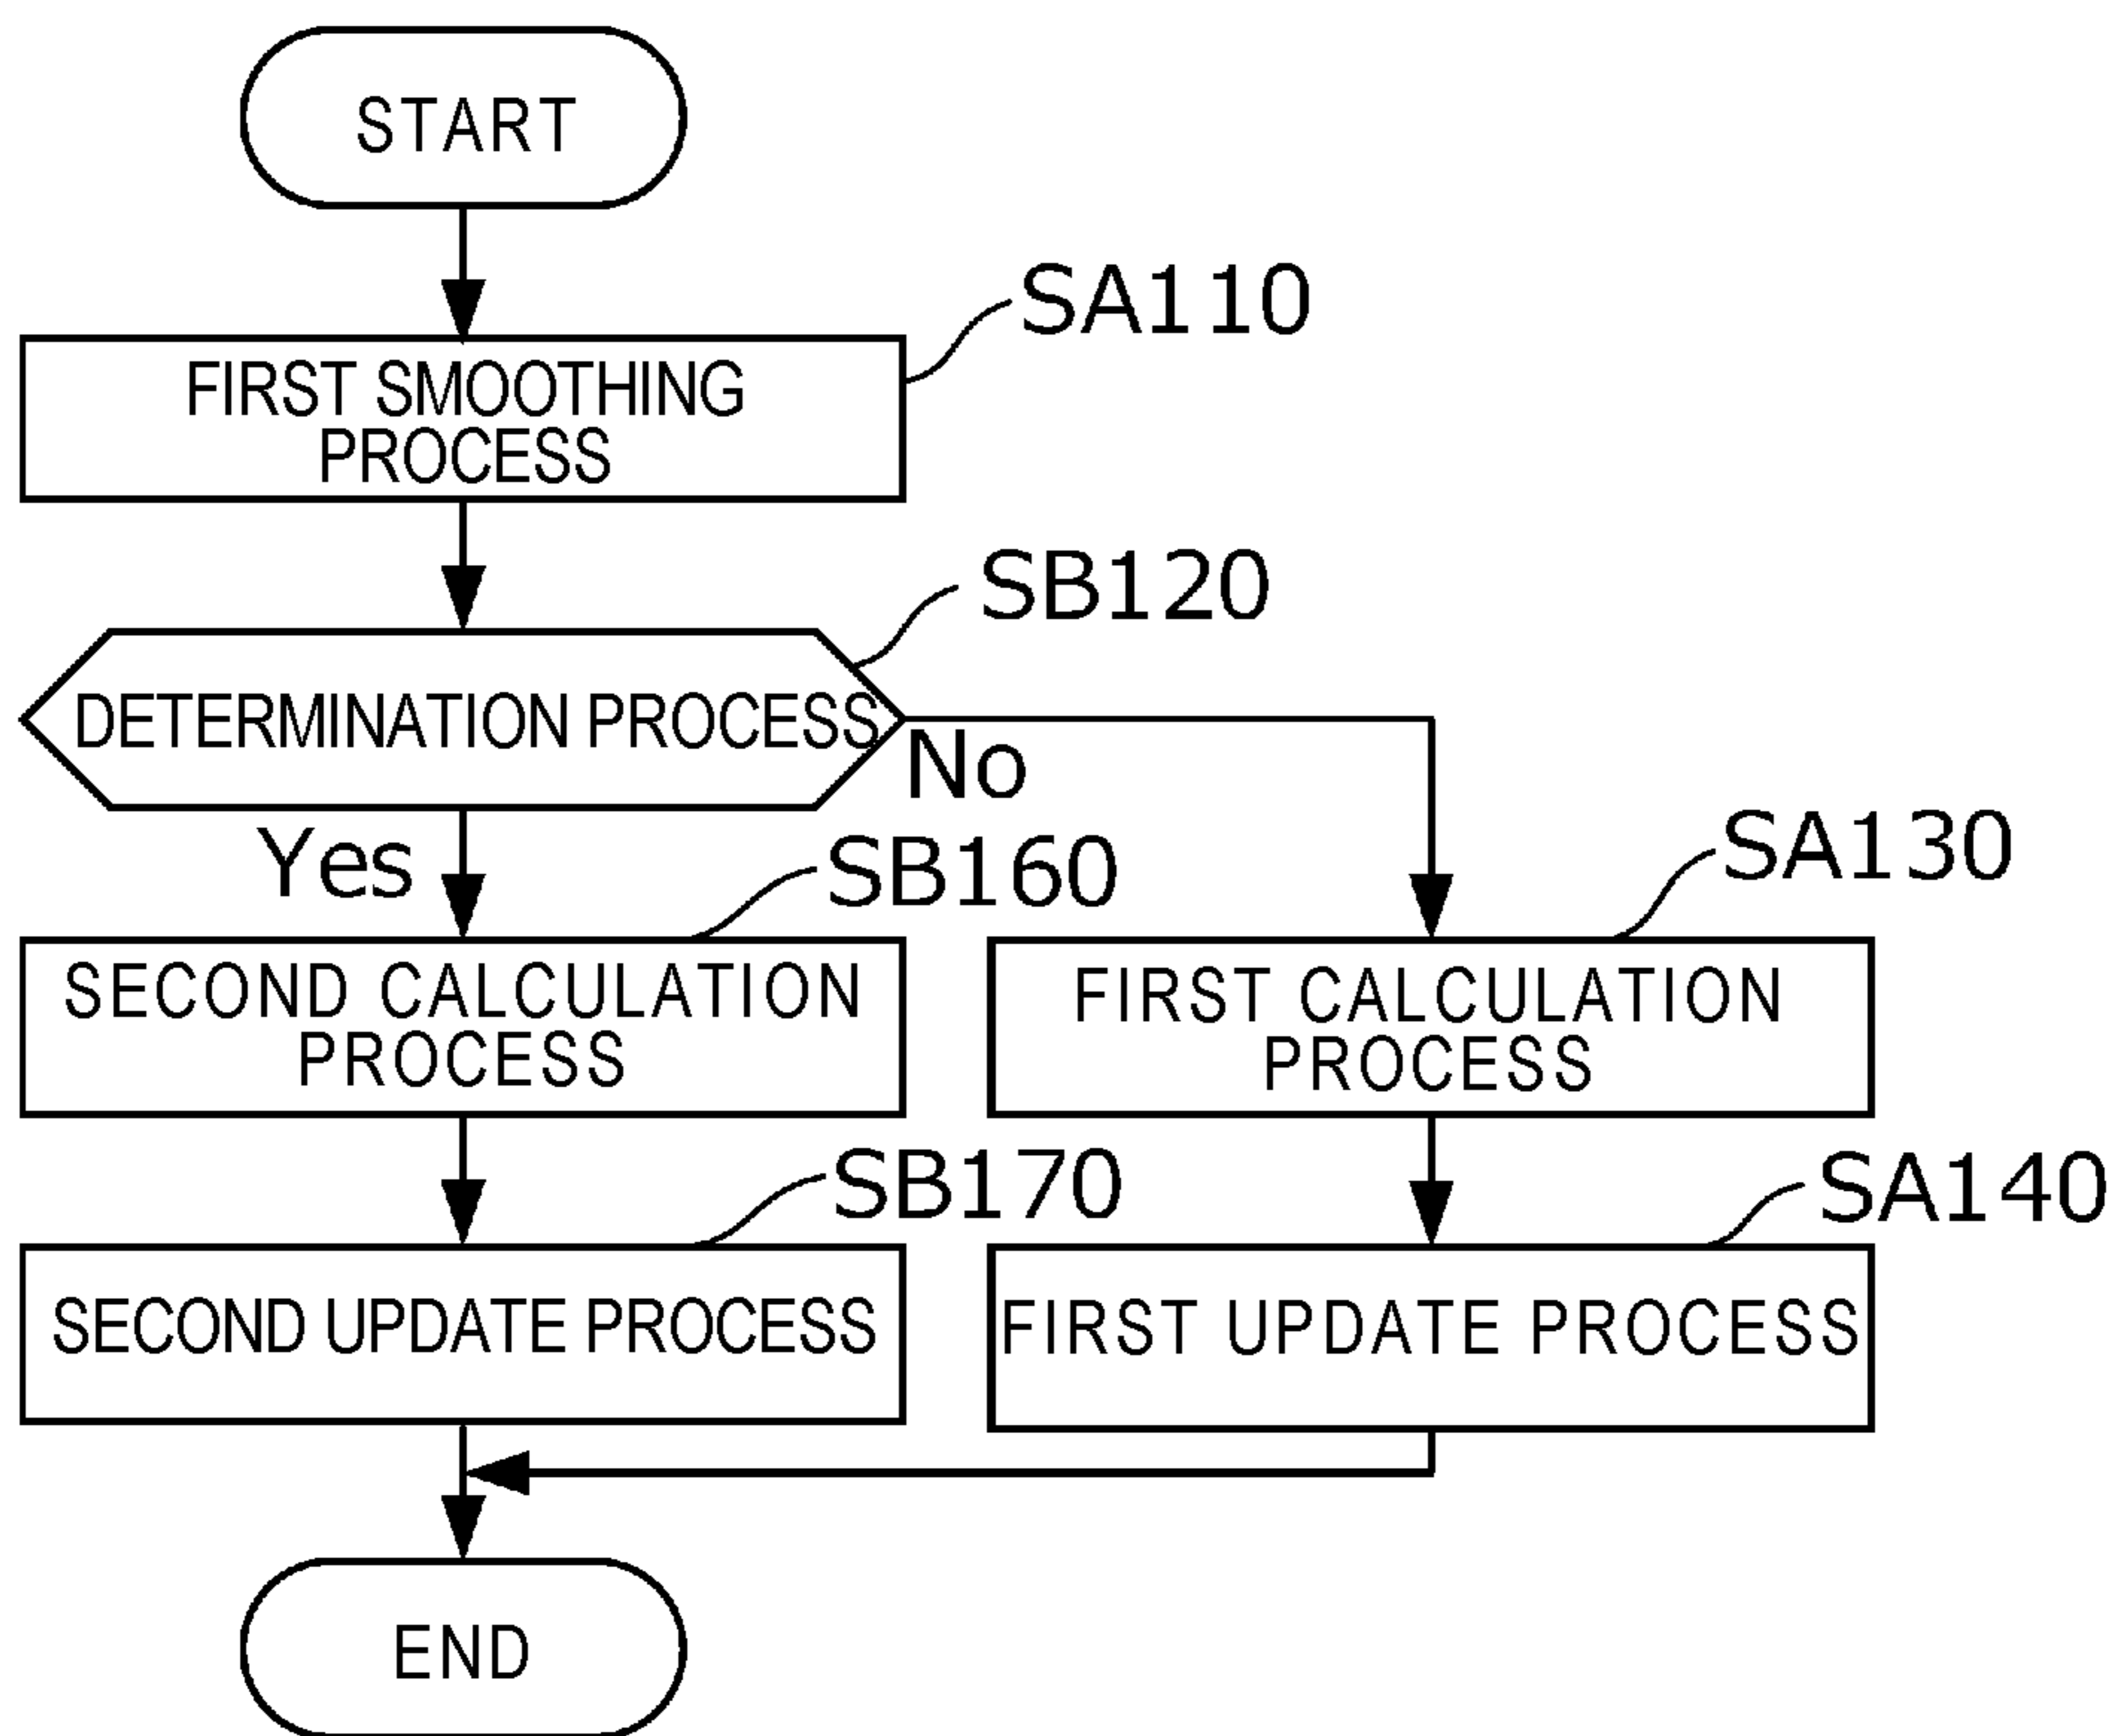 START
SA110
FIRST SMOOTHING
PROCESS
SB120
DETERMINATION PROCESS
No
Yes
SB160
SA130
SECOND CALCULATION
PROCESS
FIRST CALCULATION
PROCESS
SB170
SA140
SECOND UPDATE PROCESS
FIRST UPDATE PROCESS
END